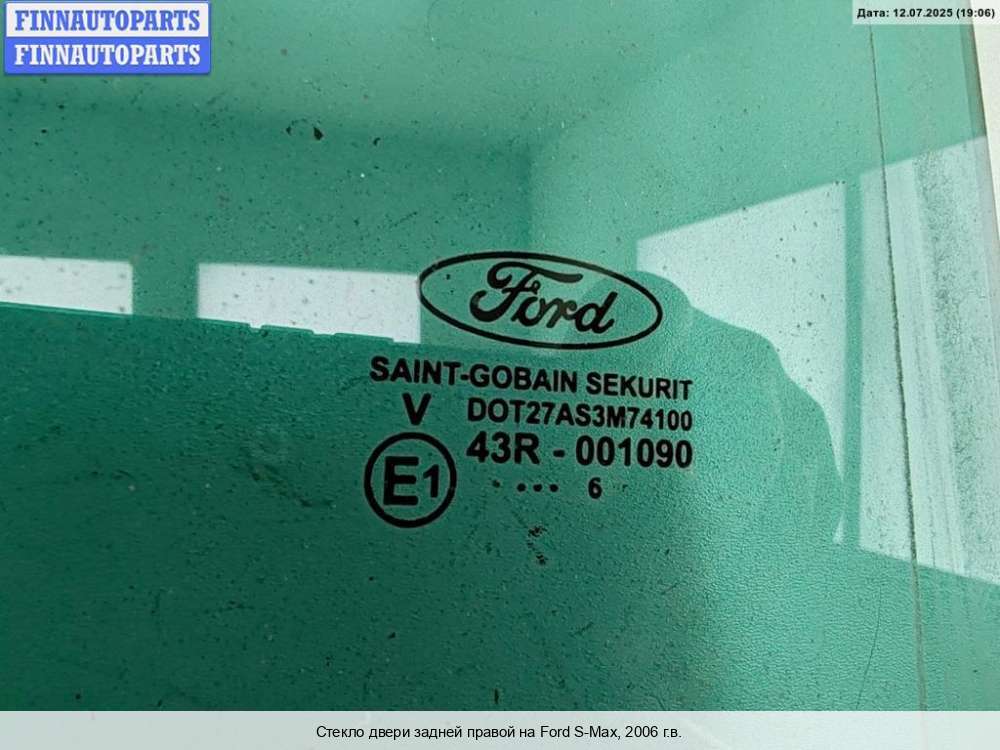 FINNAUTOPARTS
FINNAUTOPARTS
Дата: 12.07.2025 (19:06)
Ford
SAINT-GOBAIN SEKURIT
V DOT27AS3M74100
E1 43R - 001090
.... 6
Стекло двери задней правой на Ford S-Max, 2006 г.в.